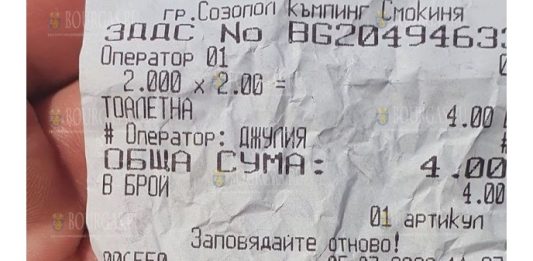 гр. Созопол Къмпинг Смокиня
ЗДДС No BG20494633
Оператор 01
2.000 x 2.00 =
ТОАЛЕТНА 4.00
# Оператор: ДЖУЛИЯ #
ОБЩА СУМА: 4.00
В БРОЙ 4.00
01 артикул
Заповядайте отново!